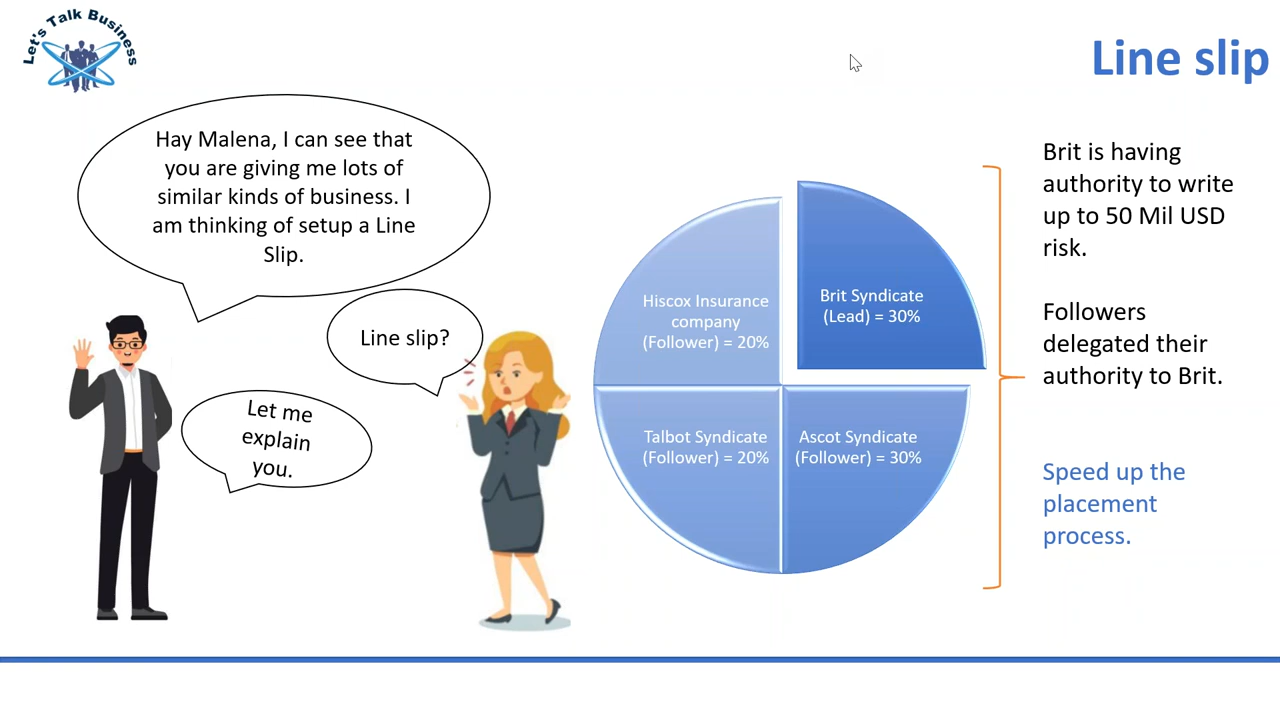 Let's Talk Business
Line slip
Hay Malena, I can see that
you are giving me lots of
similar kinds of business. I
am thinking of setup a Line
Slip.
Line slip?
Let me
explain
you.
Hiscox Insurance
company
(Follower) = 20%
Brit Syndicate
(Lead) = 30%
Talbot Syndicate
(Follower) = 20%
Ascot Syndicate
(Follower) = 30%
Brit is having
authority to write
up to 50 Mil USD
risk.
Followers
delegated their
authority to Brit.
Speed up the
placement
process.